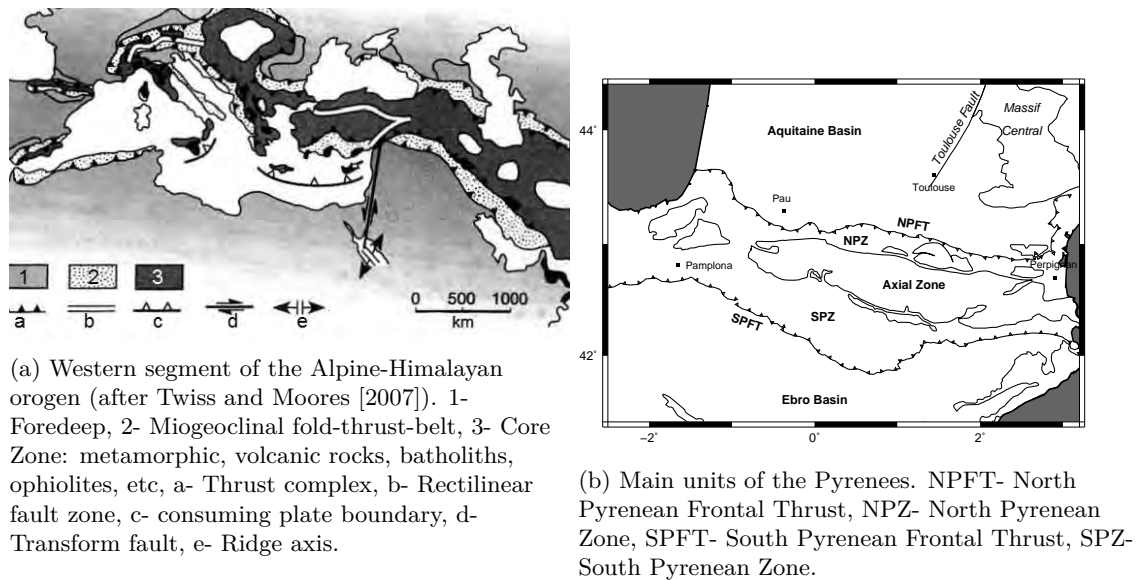 1
2
3
a
b
c
d
e
0 500 1000
km
(a) Western segment of the Alpine-Himalayan
orogen (after Twiss and Moores [2007]). 1-
Foredeep, 2- Miogeoclinal fold-thrust-belt, 3- Core
Zone: metamorphic, volcanic rocks, batholiths,
ophiolites, etc, a- Thrust complex, b- Rectilinear
fault zone, c- consuming plate boundary, d-
Transform fault, e- Ridge axis.
44˚
42˚
−2˚
0˚
2˚
Aquitaine Basin
Toulouse Fault
Massif
Central
Toulouse
Pau
NPFT
NPZ
Pamplona
Perpignan
Axial Zone
SPFT
SPZ
Ebro Basin
(b) Main units of the Pyrenees. NPFT- North
Pyrenean Frontal Thrust, NPZ- North Pyrenean
Zone, SPFT- South Pyrenean Frontal Thrust, SPZ-
South Pyrenean Zone.